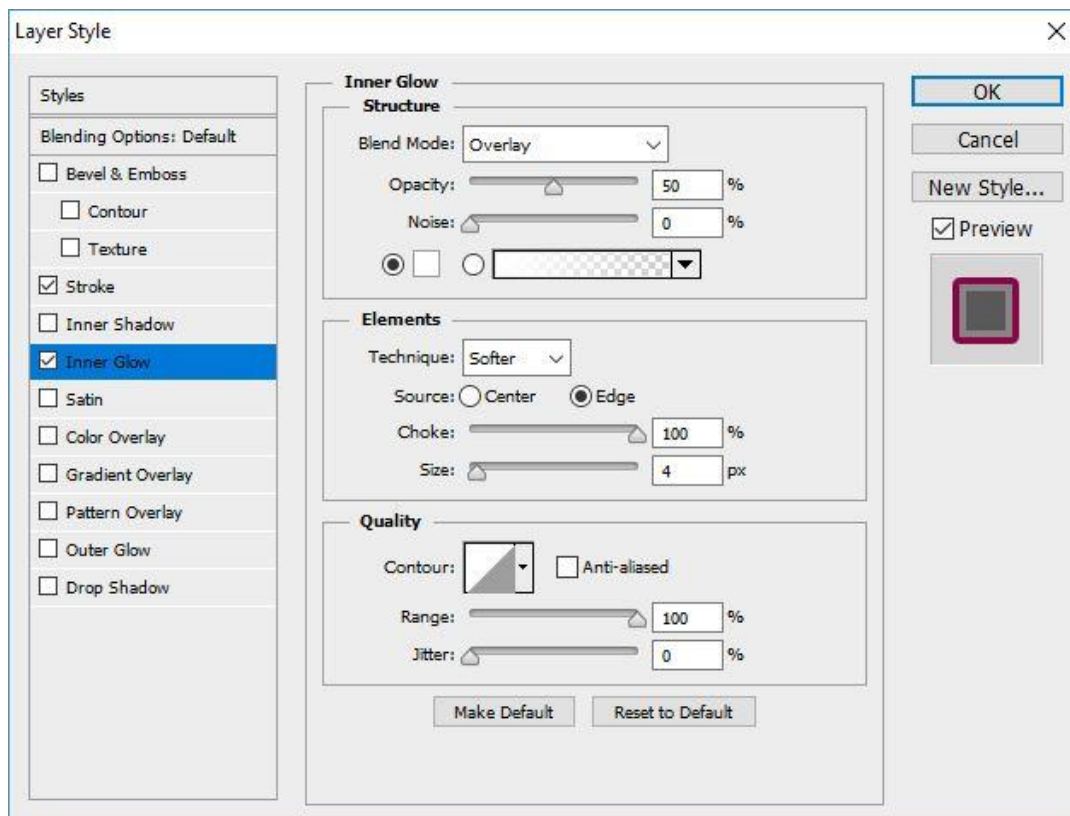 Layer Style
Styles
Blending Options: Default
Bevel & Emboss
Contour
Texture
Stroke
Inner Shadow
Inner Glow
Satin
Color Overlay
Gradient Overlay
Pattern Overlay
Outer Glow
Drop Shadow
Inner Glow
Structure
Blend Mode: Overlay
Opacity: 50 %
Noise: 0 %
Elements
Technique: Softer
Source: Center Edge
Choke: 100 %
Size: 4 px
Quality
Contour: Anti-aliased
Range: 100 %
Jitter: 0 %
Make Default Reset to Default
OK
Cancel
New Style...
Preview